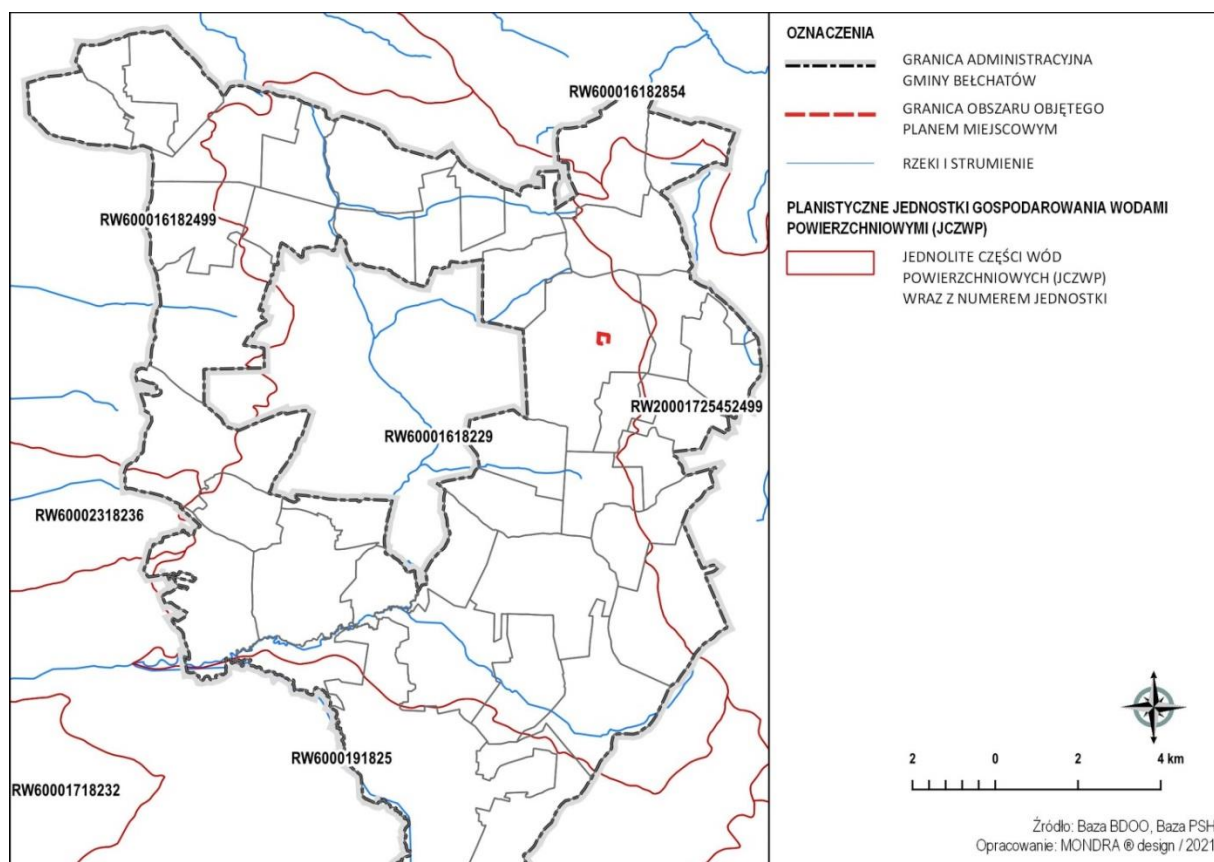 RW600016182854
RW600016182499
RW20001725452499
RW60001618229
RW60002318236
RW6000191825
RW60001718232
OZNACZENIA
GRANICA ADMINISTRACYJNA
GMINY BEŁCHATÓW
GRANICA OBSZARU OBJĘTEGO
PLANEM MIEJSCOWYM
RZEKI I STRUMIENIE
PLANISTYCZNE JEDNOSTKI GOSPODAROWANIA WODAMI
POWIERZCHNIOWYMI (JCZWP)
JEDNOLITE CZĘŚCI WÓD
POWIERZCHNIOWYCH (JCZWP)
WRAZ Z NUMEREM JEDNOSTKI
2 0 2 4 km
Źródło: Baza BDOO, Baza PSH
Opracowanie: MONDRA ® design / 2021